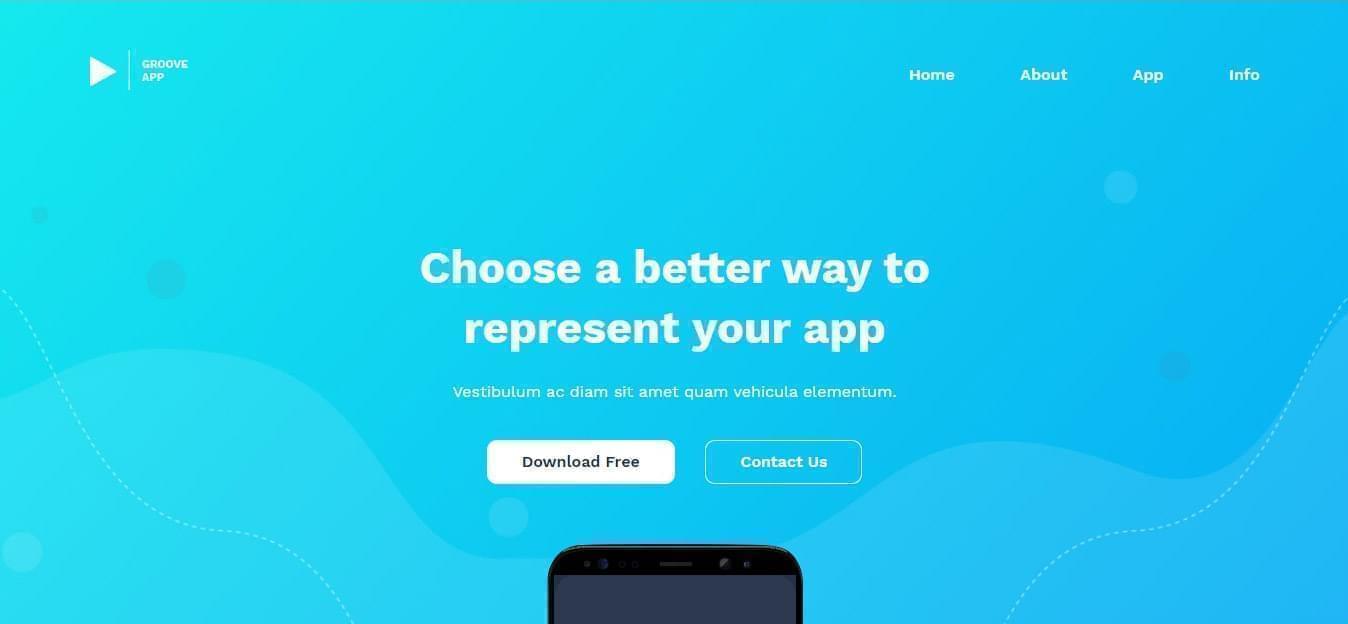 GROOVE
APP
Home About App Info
Choose a better way to
represent your app
Vestibulum ac diam sit amet quam vehicula elementum.
Download Free Contact Us